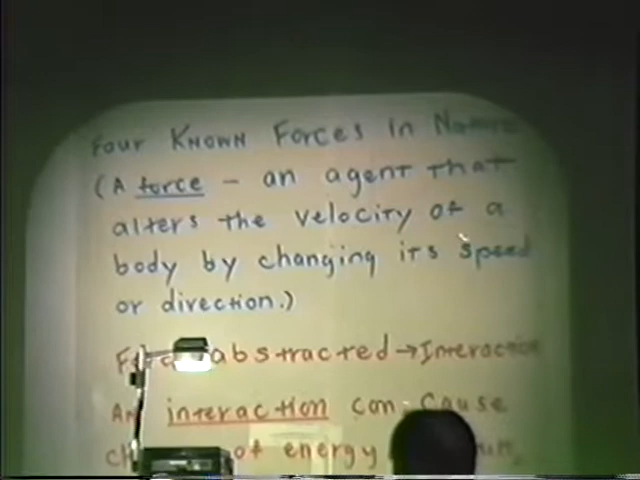 Four Known Forces in Nature
(A force - an agent that
alters the velocity of a
body by changing its speed
or direction.)
abstracted → Interaction
An interaction can cause
of energy